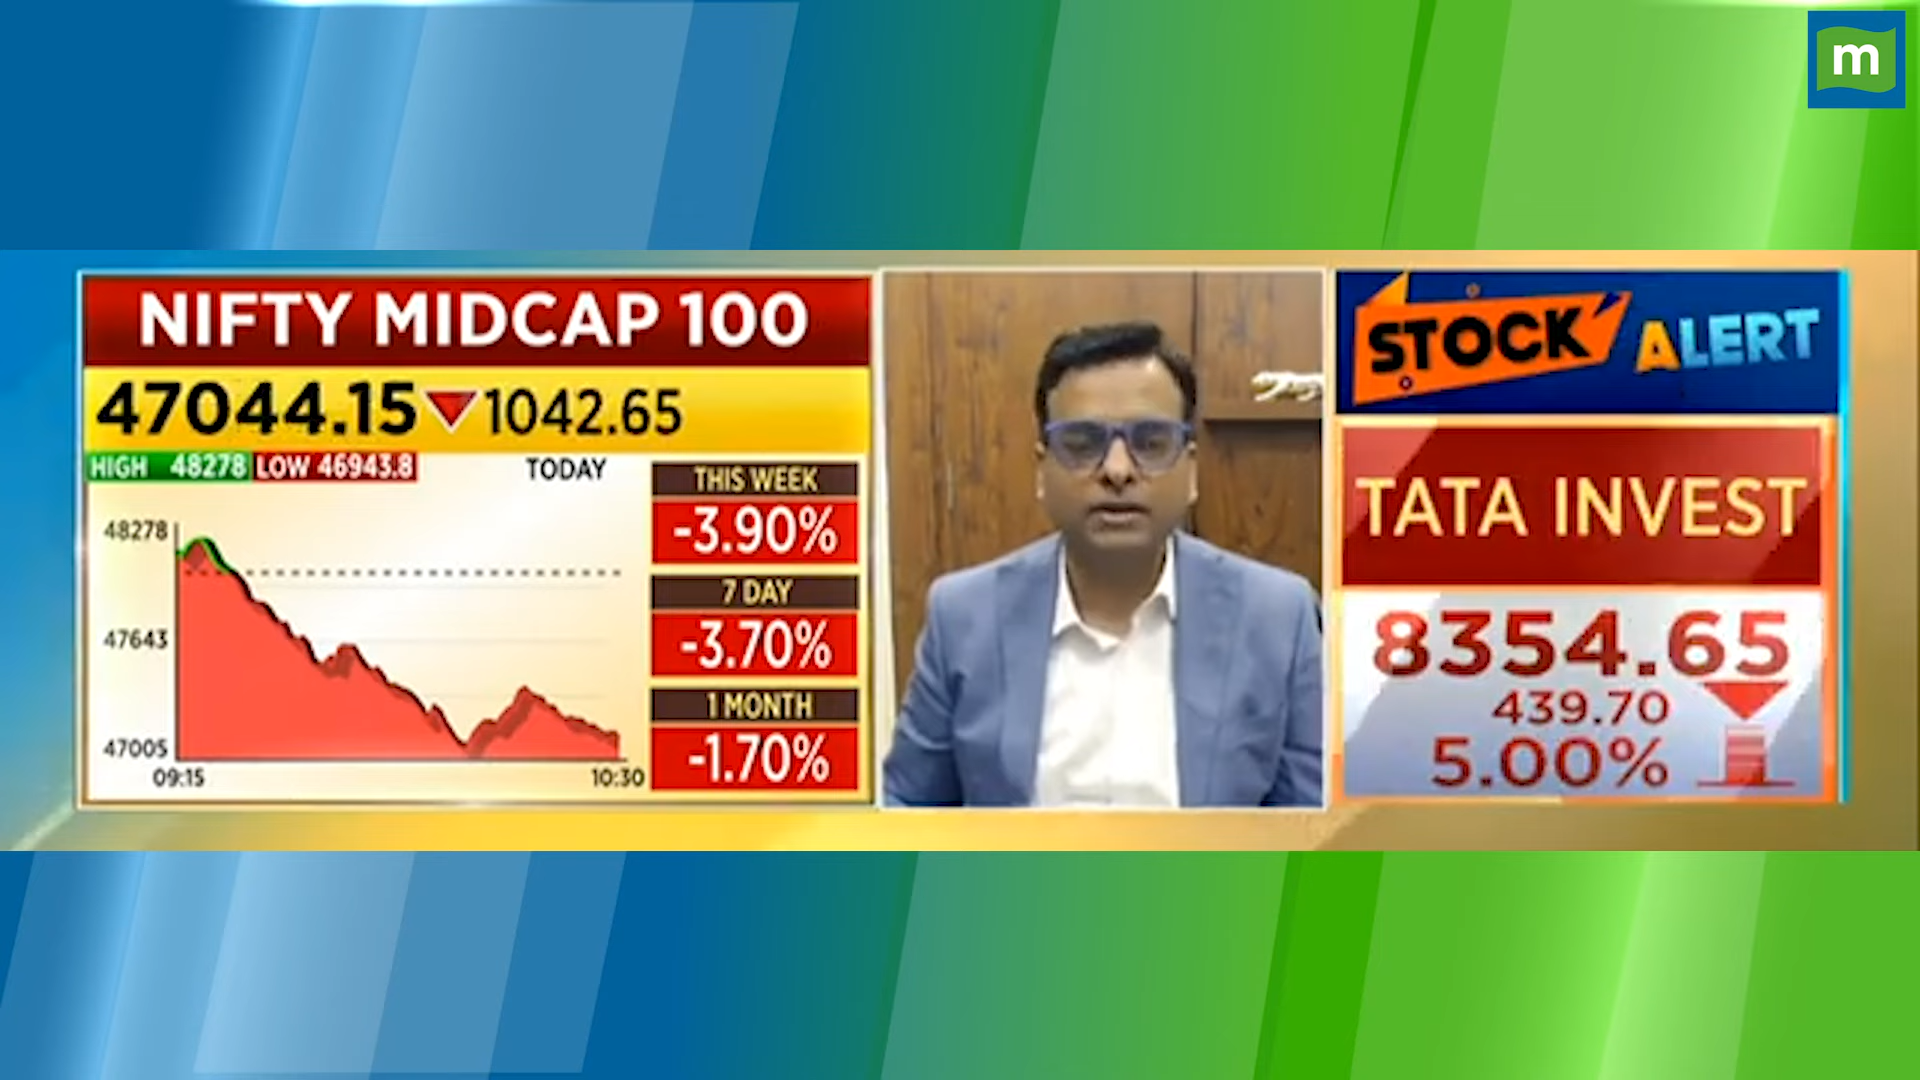 m
NIFTY MIDCAP 100
47044.15 1042.65
HIGH 48278 LOW 46943.8 TODAY
48278
47643
47005
09:15 10:30
THIS WEEK
-3.90%
7 DAY
-3.70%
1 MONTH
-1.70%
STOCK ALERT
TATA INVEST
8354.65
439.70
5.00%